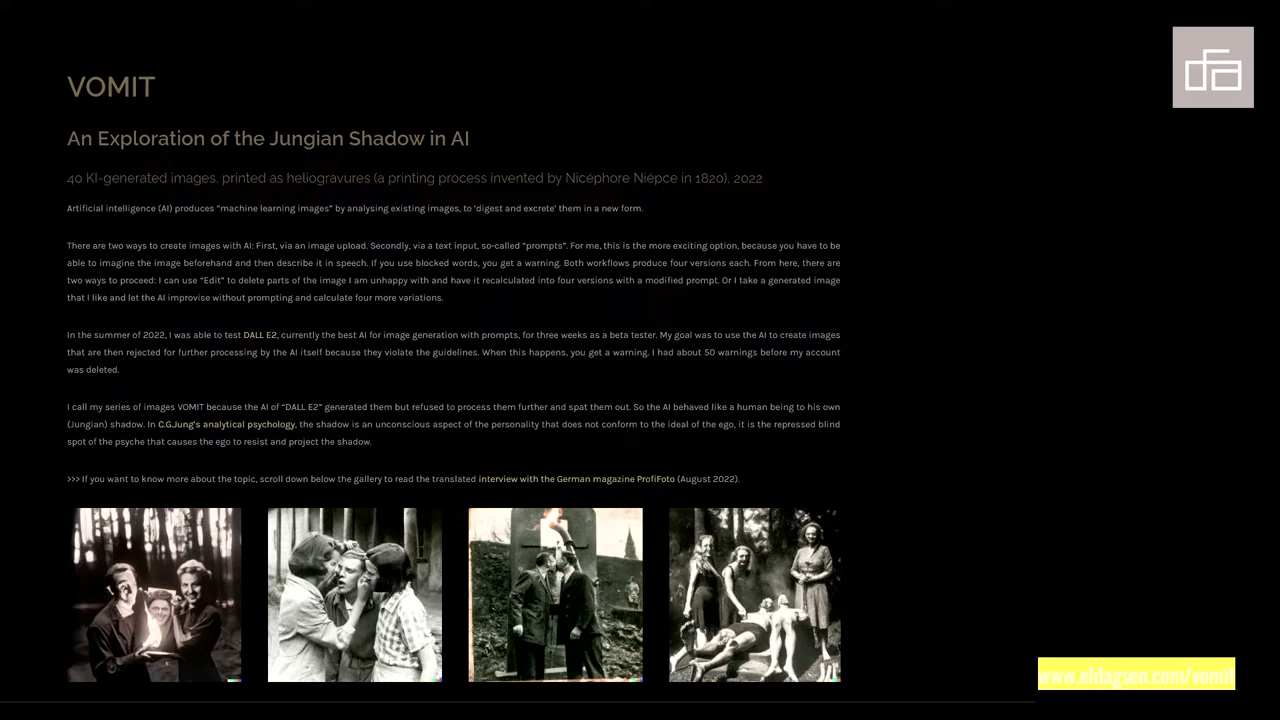 VOMIT
An Exploration of the Jungian Shadow in AI
40 KI-generated images, printed as heliogravures (a printing process invented by Nicéphore Niépce in 1820), 2022
Artificial intelligence (AI) produces “machine learning images” by analysing existing images, to ‘digest and excrete’ them in a new form.
There are two ways to create images with AI: First, via an image upload. Secondly, via a text input, so-called “prompts”. For me, this is the more exciting option, because you have to be
able to imagine the image beforehand and then describe it in speech. If you use blocked words, you get a warning. Both workflows produce four versions each. From here, there are
two ways to proceed: I can use “Edit” to delete parts of the image I am unhappy with and have it recalculated into four versions with a modified prompt. Or I take a generated image
that I like and let the AI improvise without prompting and calculate four more variations.
In the summer of 2022, I was able to test DALL E2, currently the best AI for image generation with prompts, for three weeks as a beta tester. My goal was to use the AI to create images
that are then rejected for further processing by the AI itself because they violate the guidelines. When this happens, you get a warning. I had about 50 warnings before my account
was deleted.
I call my series of images VOMIT because the AI of “DALL E2” generated them but refused to process them further and spat them out. So the AI behaved like a human being to his own
(Jungian) shadow. In C.G.Jung’s analytical psychology, the shadow is an unconscious aspect of the personality that does not conform to the ideal of the ego, it is the repressed blind
spot of the psyche that causes the ego to resist and project the shadow.
>>> If you want to know more about the topic, scroll down below the gallery to read the translated interview with the German magazine ProfiFoto (August 2022).
dfa
www.eldagsen.com/vomit